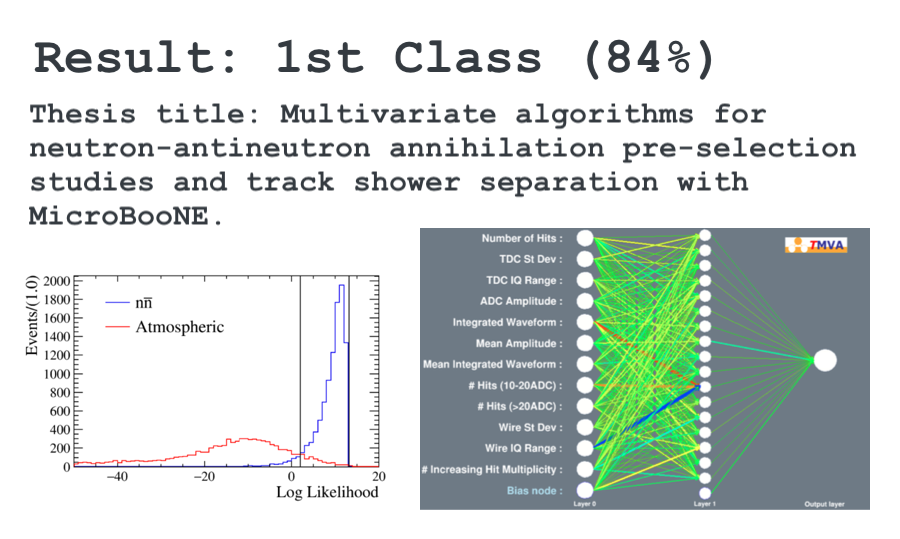 Result: 1st Class (84%)
Thesis title: Multivariate algorithms for
neutron-antineutron annihilation pre-selection
studies and track shower separation with
MicroBooNE.
Events/(1.0)
2000
1800
1600
1400
1200
1000
800
600
400
200
0
nn̅
Atmospheric
−40
−20
0
20
Log Likelihood
TMVA
Number of Hits :
TDC St Dev :
TDC IQ Range :
ADC Amplitude :
Integrated Waveform :
Mean Amplitude :
Mean Integrated Waveform :
# Hits (10-20ADC) :
# Hits (>20ADC) :
Wire St Dev :
Wire IQ Range :
# Increasing Hit Multiplicity :
Bias node :
Layer 0
Layer 1
Output layer